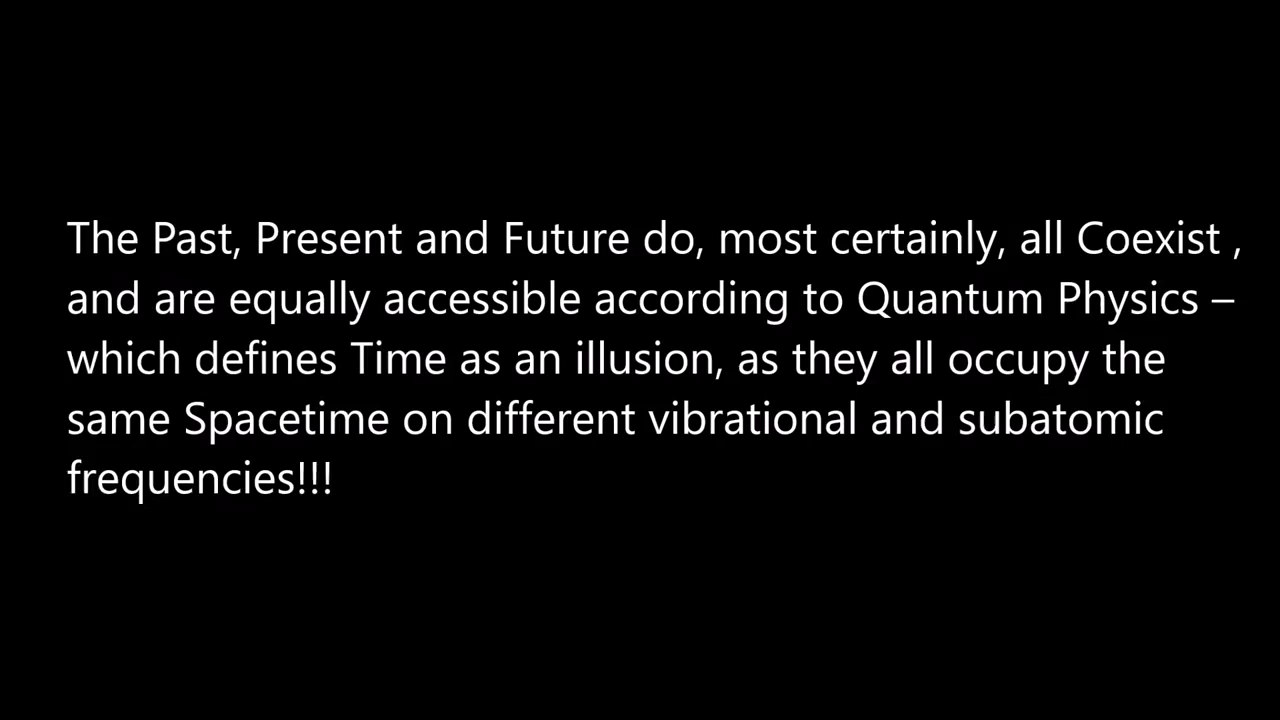 The Past, Present and Future do, most certainly, all Coexist ,
and are equally accessible according to Quantum Physics –
which defines Time as an illusion, as they all occupy the
same Spacetime on different vibrational and subatomic
frequencies!!!